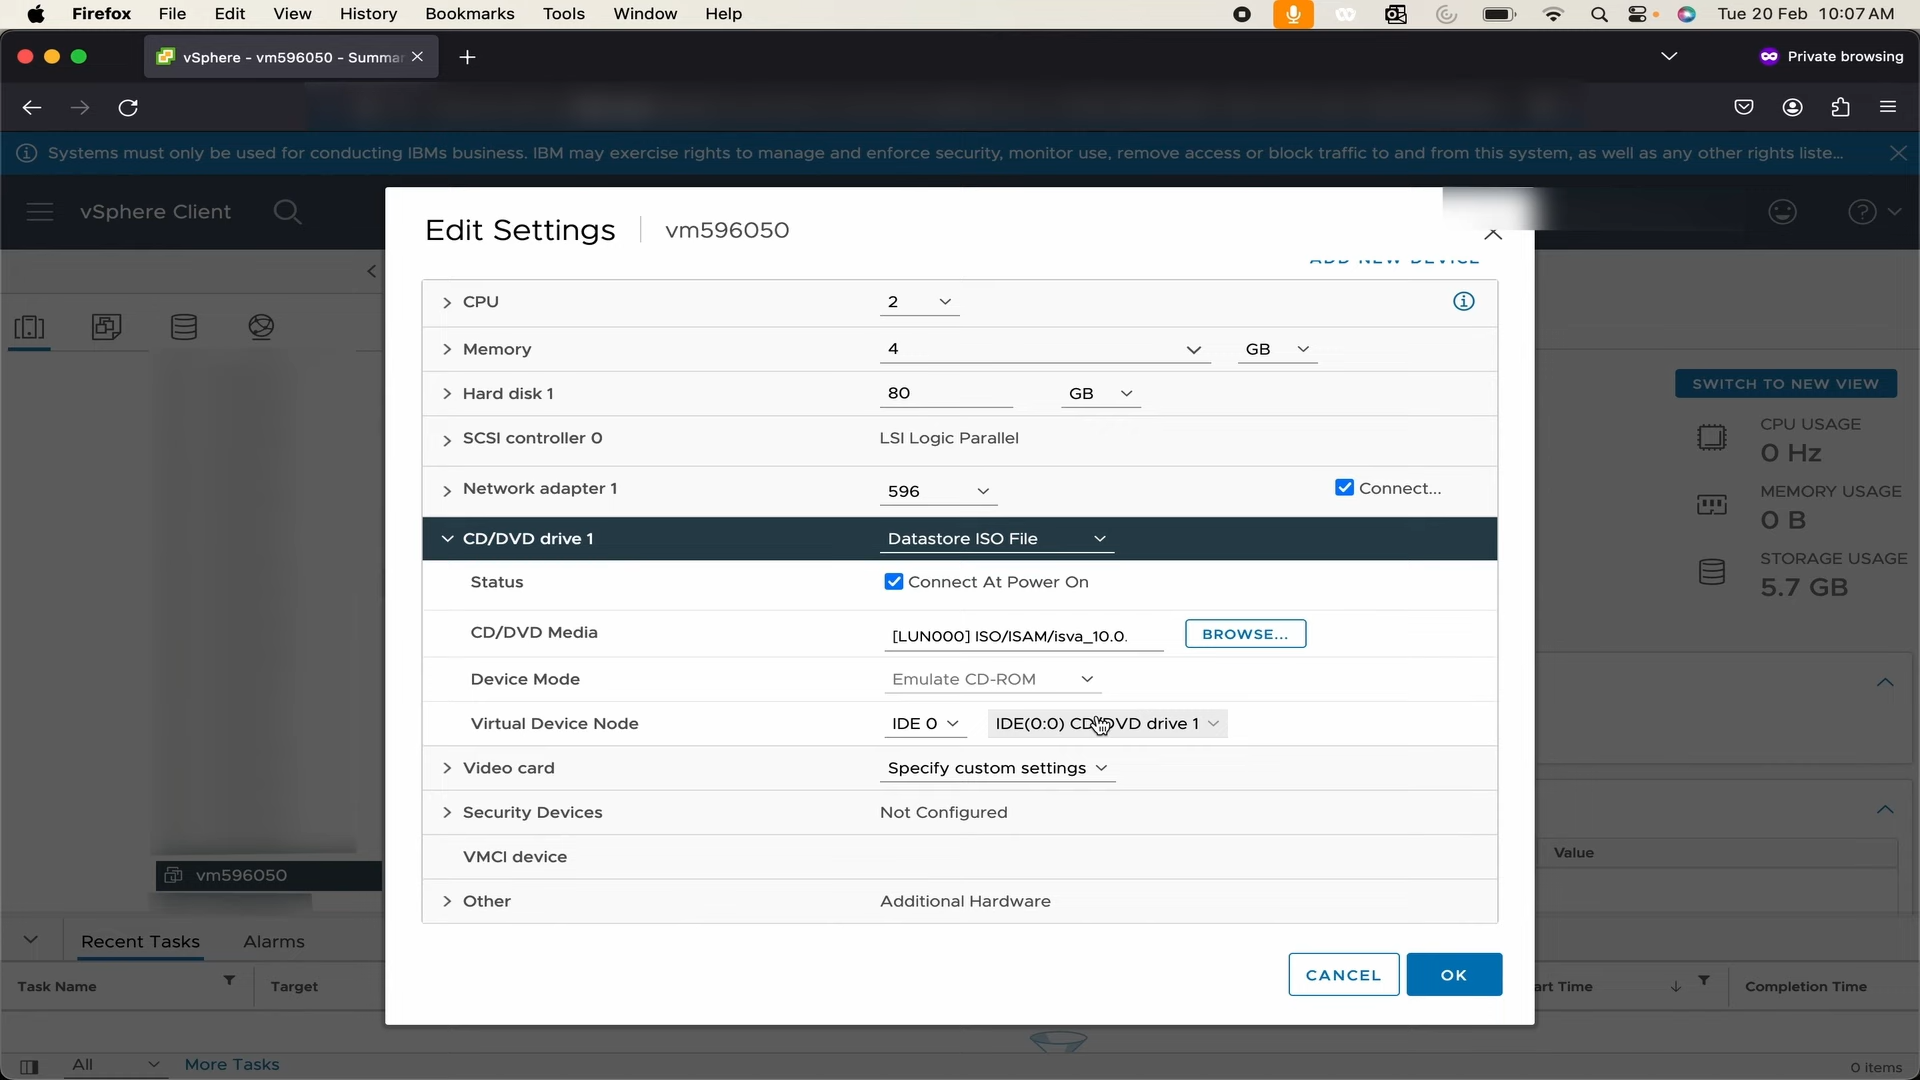 Firefox File Edit View History Bookmarks Tools Window Help Tue 20 Feb 10:07 AM
vSphere - vm596050 - Summar Private browsing
Systems must only be used for conducting IBMs business. IBM may exercise rights to manage and enforce security, monitor use, remove access or block traffic to and from this system, as well as any other rights liste...
vSphere Client
Edit Settings vm596050
ADD NEW DEVICE
CPU 2
Memory 4 GB
Hard disk 1 80 GB
SCSI controller 0 LSI Logic Parallel
Network adapter 1 596 Connect...
CD/DVD drive 1 Datastore ISO File
Status Connect At Power On
CD/DVD Media [LUN000] ISO/ISAM/isva_10.0. BROWSE...
Device Mode Emulate CD-ROM
Virtual Device Node IDE 0 IDE(0:0) CD/DVD drive 1
Video card Specify custom settings
Security Devices Not Configured
VMCI device
Other Additional Hardware
CANCEL OK
SWITCH TO NEW VIEW
CPU USAGE
0 Hz
MEMORY USAGE
0 B
STORAGE USAGE
5.7 GB
Value
vm596050
Recent Tasks Alarms
Task Name Target art Time Completion Time
All More Tasks 0 items